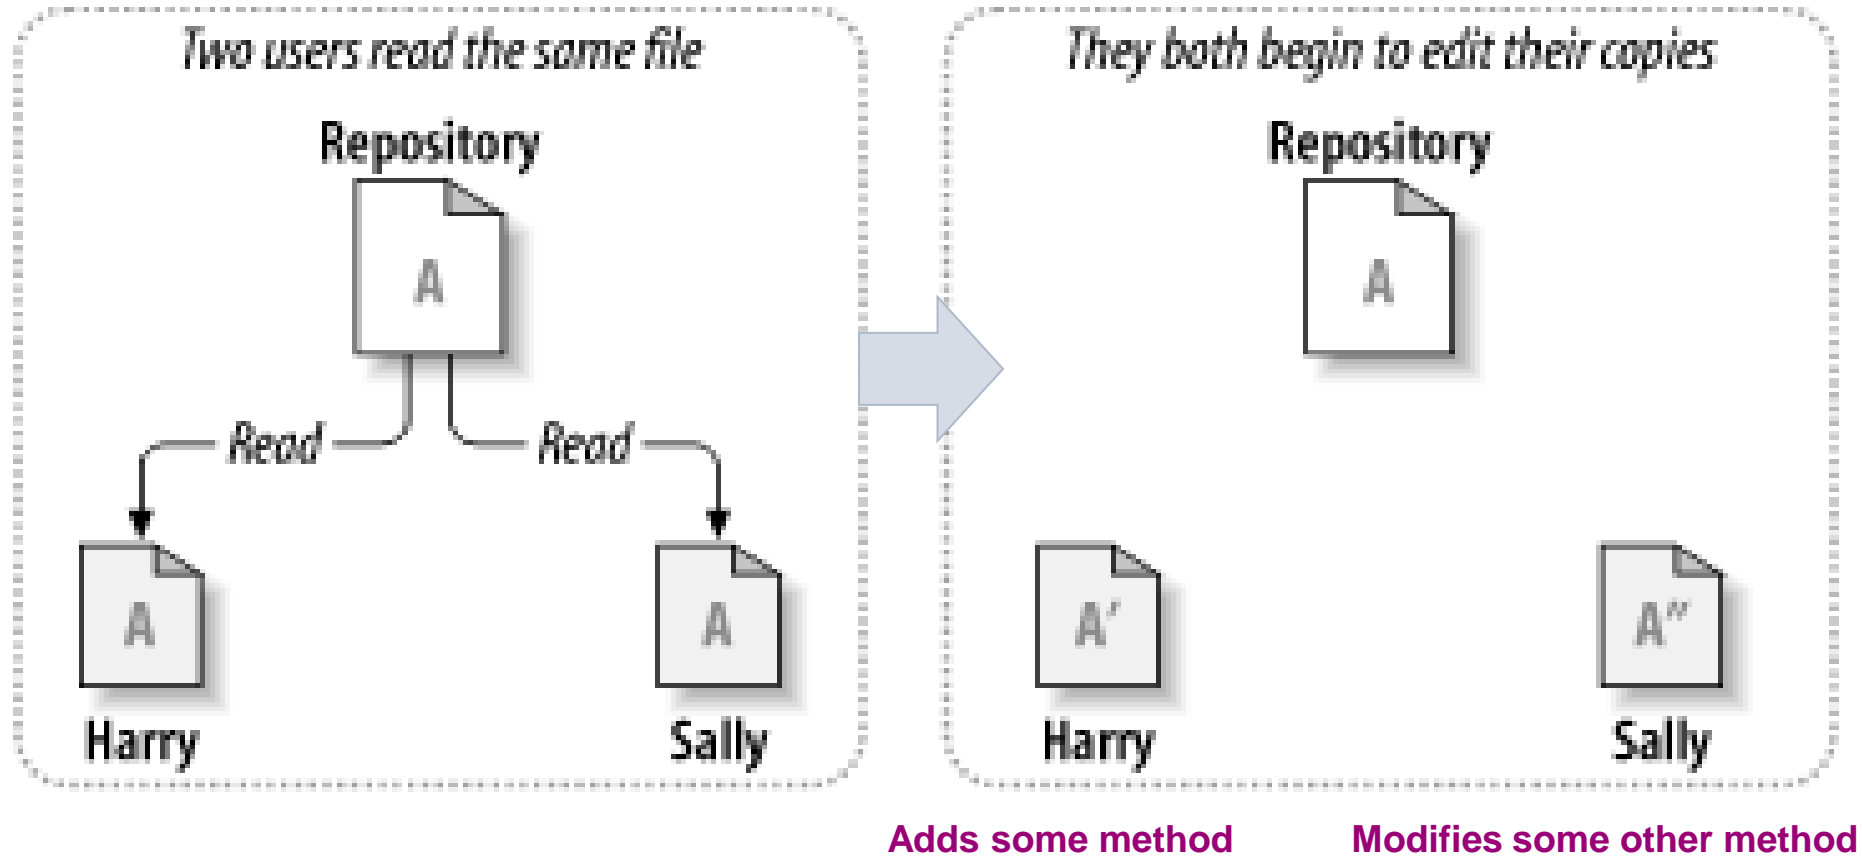 Two users read the same file
Repository
A
Read
Read
A
A
Harry
Sally
They both begin to edit their copies
Repository
A
A'
A"
Harry
Sally
Adds some method
Modifies some other method